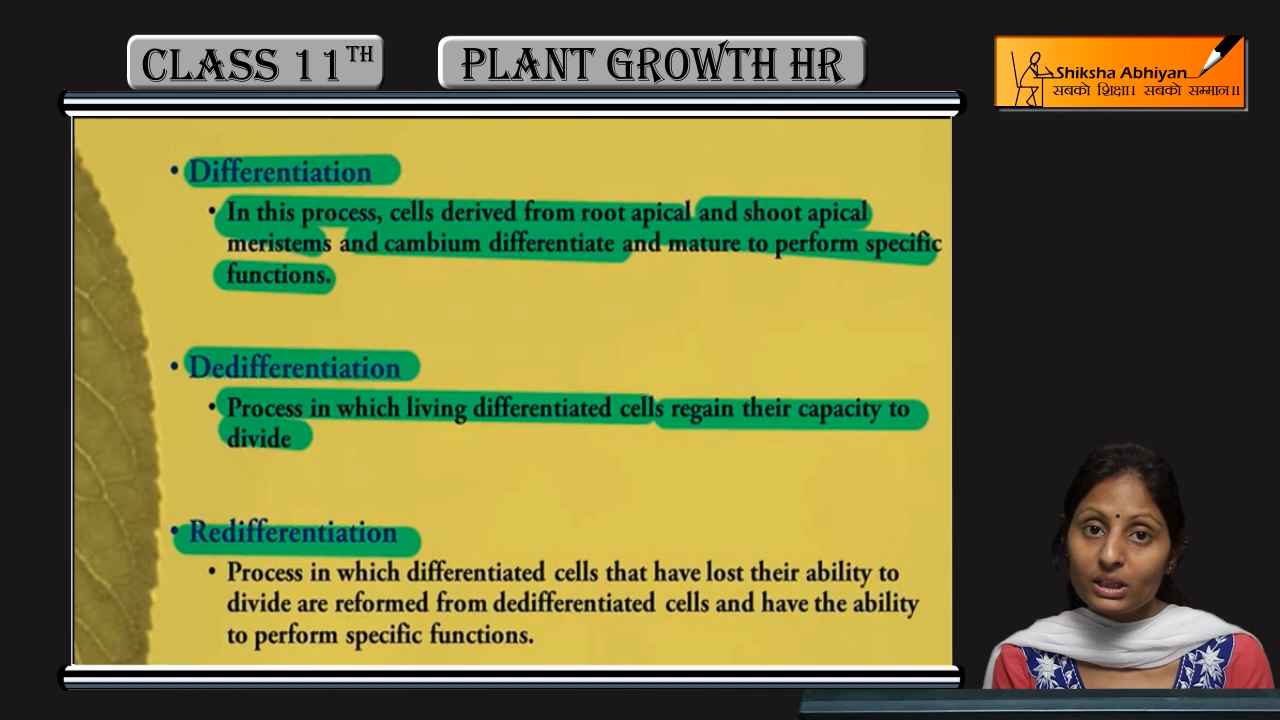 CLASS 11TH
PLANT GROWTH HR
Shiksha Abhiyan
सबको शिक्षा। सबको सम्मान॥
• Differentiation
• In this process, cells derived from root apical and shoot apical
meristems and cambium differentiate and mature to perform specific
functions.
• Dedifferentiation
• Process in which living differentiated cells regain their capacity to
divide
• Redifferentiation
• Process in which differentiated cells that have lost their ability to
divide are reformed from dedifferentiated cells and have the ability
to perform specific functions.